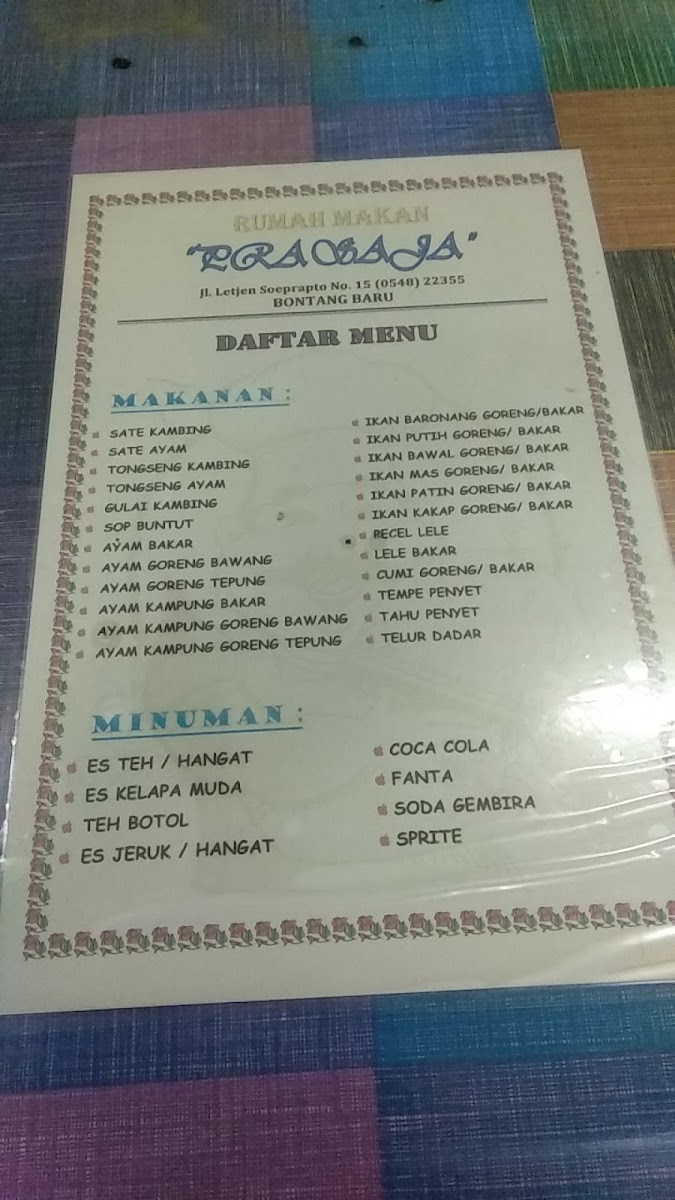 RUMAH MAKAN
"PRA SAJA"
Jl. Letjen Soeprapto No. 15 (0548) 22355
BONTANG BARU
DAFTAR MENU
MAKANAN :
SATE KAMBING
SATE AYAM
TONGSENG KAMBING
TONGSENG AYAM
GULAI KAMBING
SOP BUNTUT
AYAM BAKAR
AYAM GORENG BAWANG
AYAM GORENG TEPUNG
AYAM KAMPUNG BAKAR
AYAM KAMPUNG GORENG BAWANG
AYAM KAMPUNG GORENG TEPUNG
IKAN BARONANG GORENG/BAKAR
IKAN PUTIH GORENG/ BAKAR
IKAN BAWAL GORENG/ BAKAR
IKAN MAS GORENG/ BAKAR
IKAN PATIN GORENG/ BAKAR
IKAN KAKAP GORENG/ BAKAR
RECEL LELE
LELE BAKAR
CUMI GORENG/ BAKAR
TEMPE PENYET
TAHU PENYET
TELUR DADAR
MINUMAN :
ES TEH / HANGAT
ES KELAPA MUDA
TEH BOTOL
ES JERUK / HANGAT
COCA COLA
FANTA
SODA GEMBIRA
SPRITE